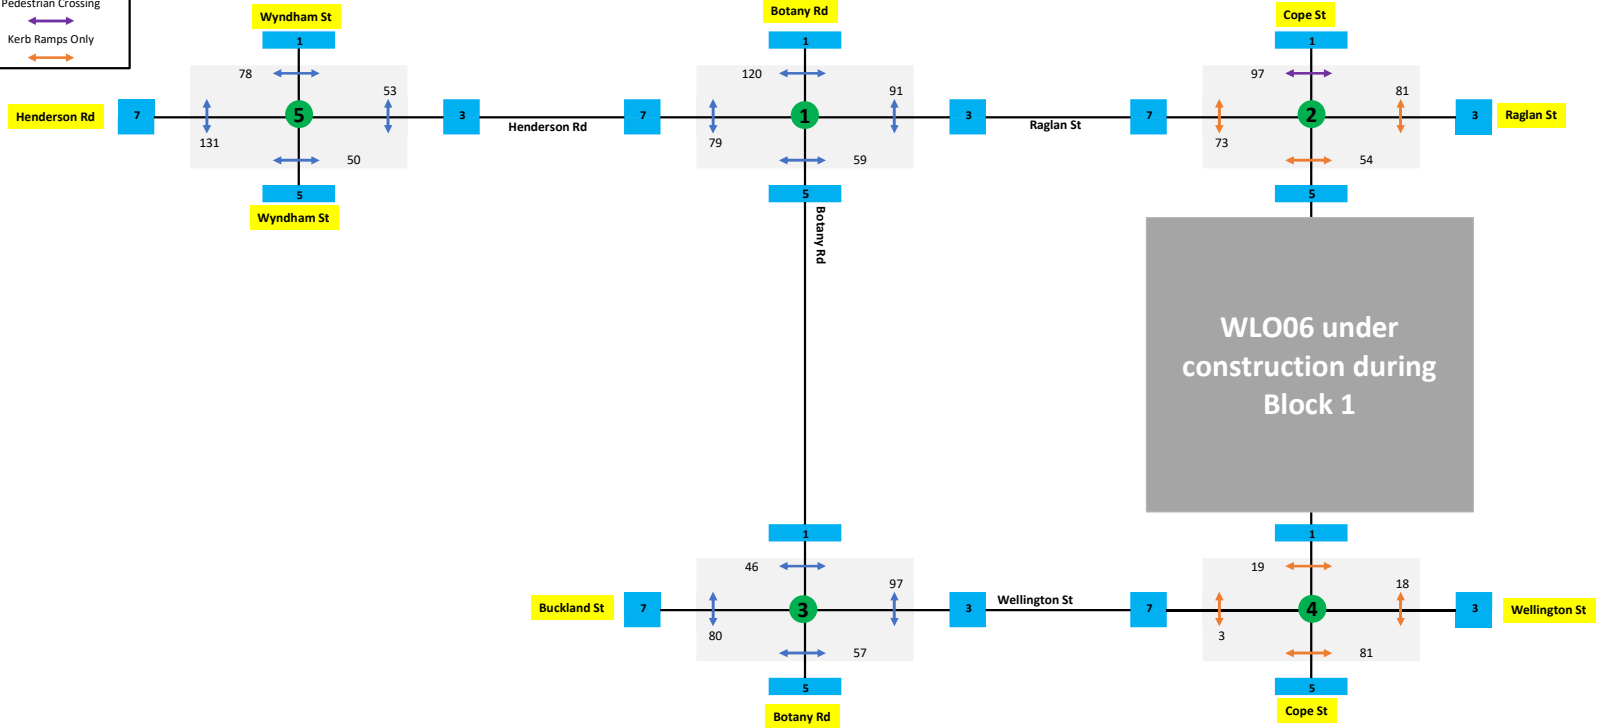 Pedestrian Crossing
Kerb Ramps Only
Wyndham St
1
78
53
Henderson Rd
7
5
3
131
50
5
Wyndham St
Henderson Rd
Botany Rd
1
120
91
7
1
3
79
59
5
Botany Rd
Raglan St
Cope St
1
97
81
7
2
3
Raglan St
73
54
5
WLO06 under
construction during
Block 1
1
46
97
Buckland St
7
3
3
80
57
5
Botany Rd
Wellington St
1
19
18
7
4
3
Wellington St
3
81
5
Cope St